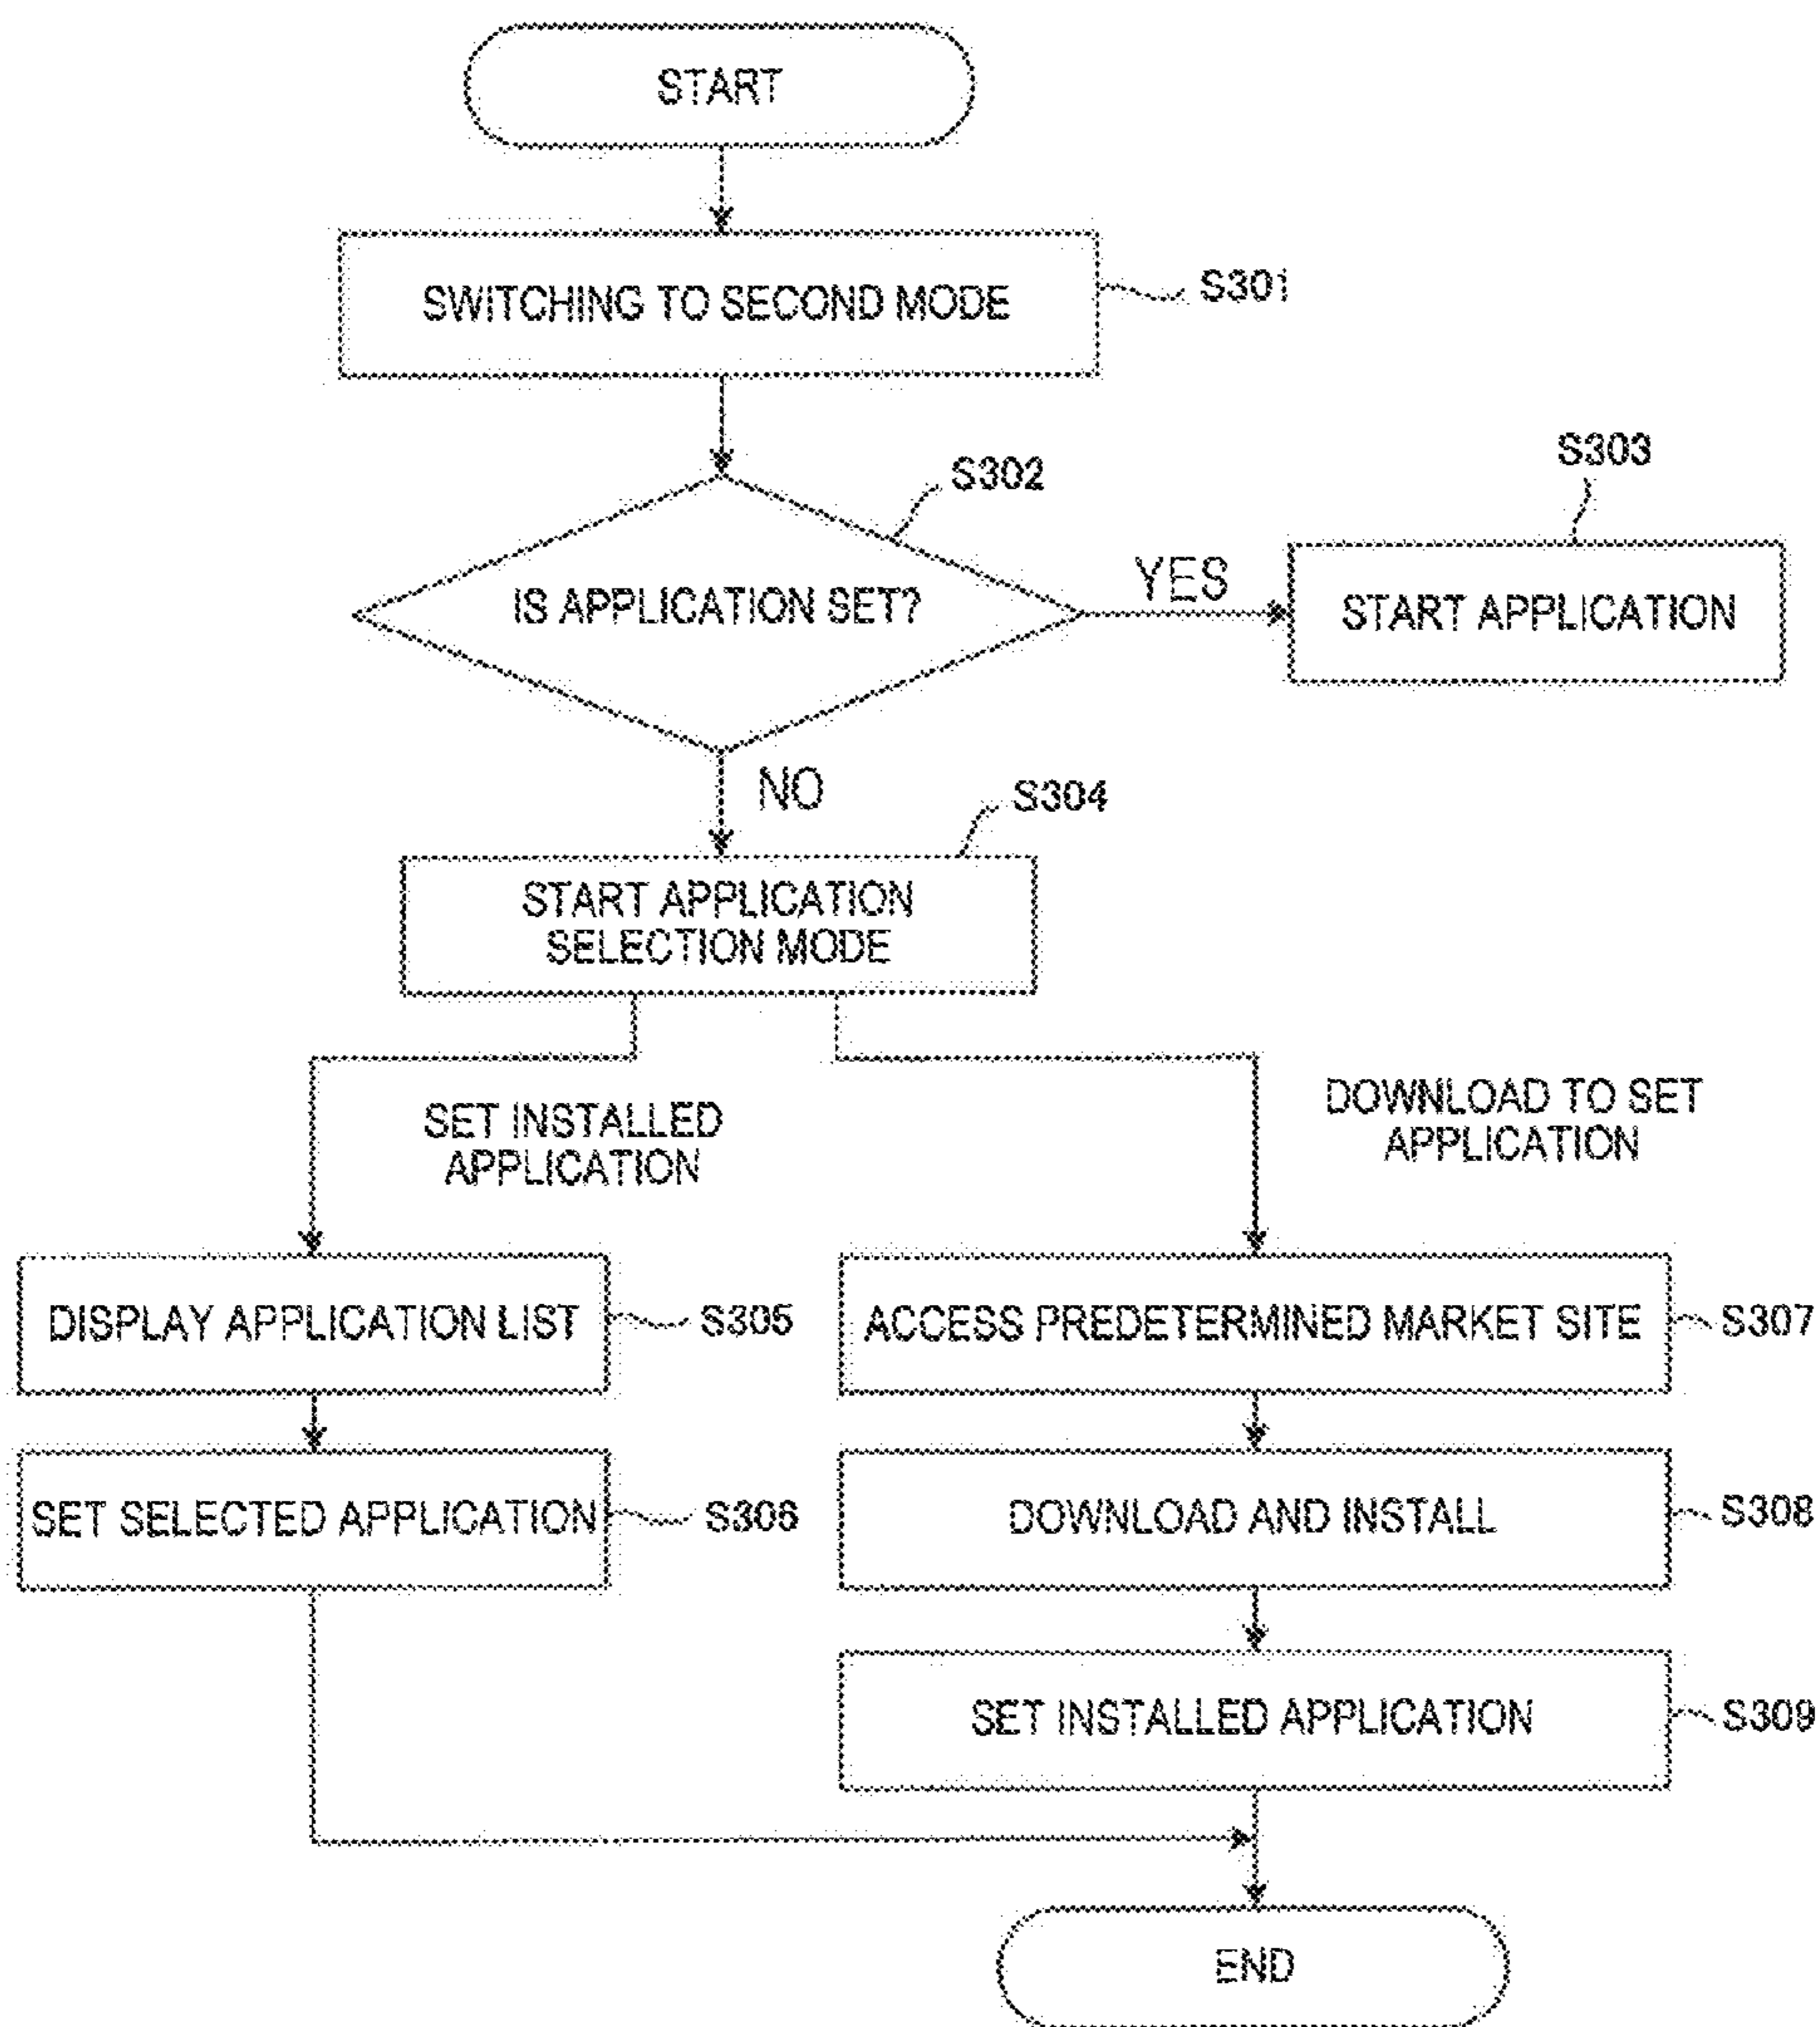 START
SWITCHING TO SECOND MODE
S301
S302
S303
IS APPLICATION SET?
YES
START APPLICATION
NO
S304
START APPLICATION
SELECTION MODE
SET INSTALLED
APPLICATION
DOWNLOAD TO SET
APPLICATION
DISPLAY APPLICATION LIST
S305
ACCESS PREDETERMINED MARKET SITE
S307
SET SELECTED APPLICATION
S306
DOWNLOAD AND INSTALL
S308
SET INSTALLED APPLICATION
S309
END